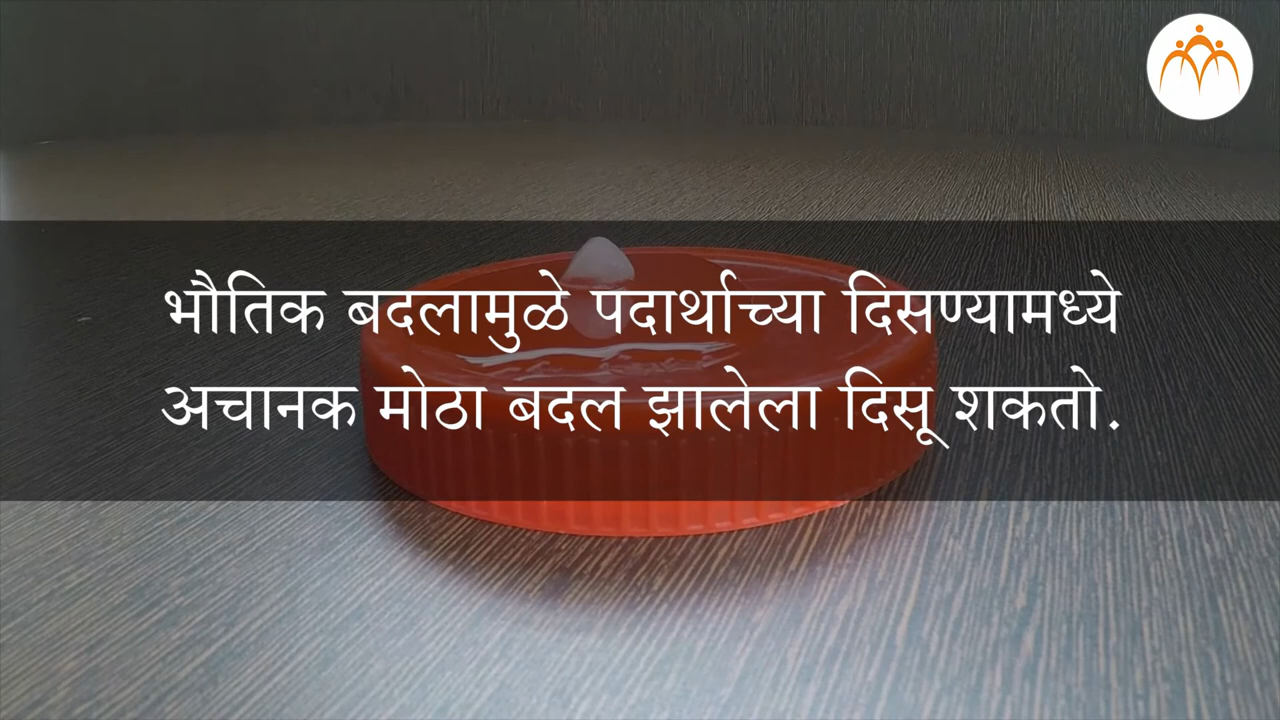 भौतिक बदलामुळे पदार्थाच्या दिसण्यामध्ये
अचानक मोठा बदल झालेला दिसू शकतो.